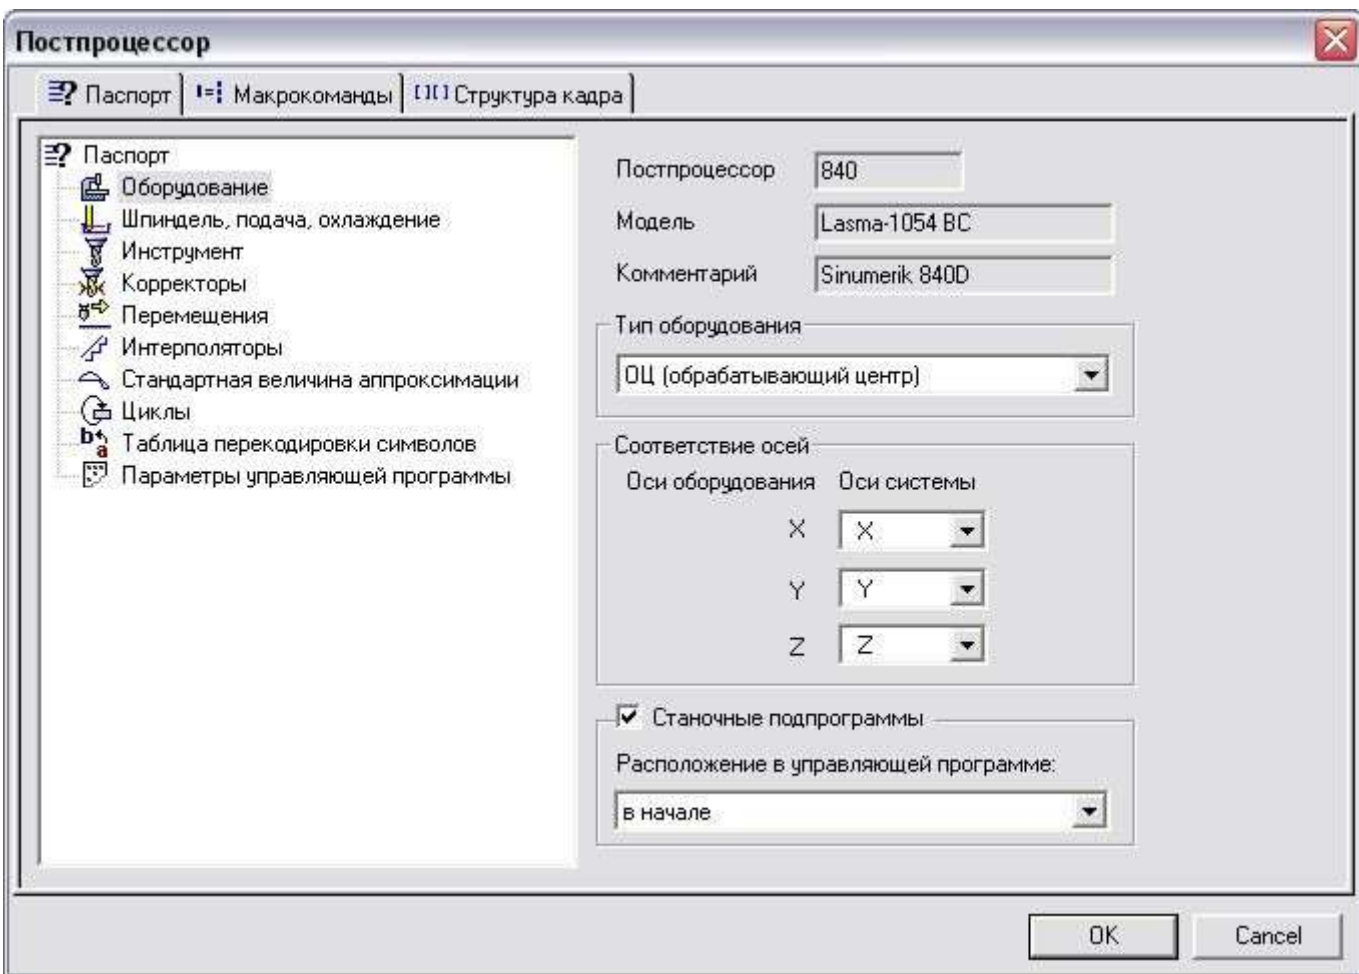 Постпроцессор
Паспорт Макрокоманды Структура кадра
Паспорт
Оборудование
Шпиндель, подача, охлаждение
Инструмент
Корректоры
Перемещения
Интерполяторы
Стандартная величина аппроксимации
Циклы
Таблица перекодировки символов
Параметры управляющей программы
Постпроцессор 840
Модель Lasma-1054 BC
Комментарий Sinumerik 840D
Тип оборудования
ОЦ (обрабатывающий центр)
Соответствие осей
Оси оборудования Оси системы
X X
Y Y
Z Z
Станочные подпрограммы
Расположение в управляющей программе:
в начале
OK Cancel